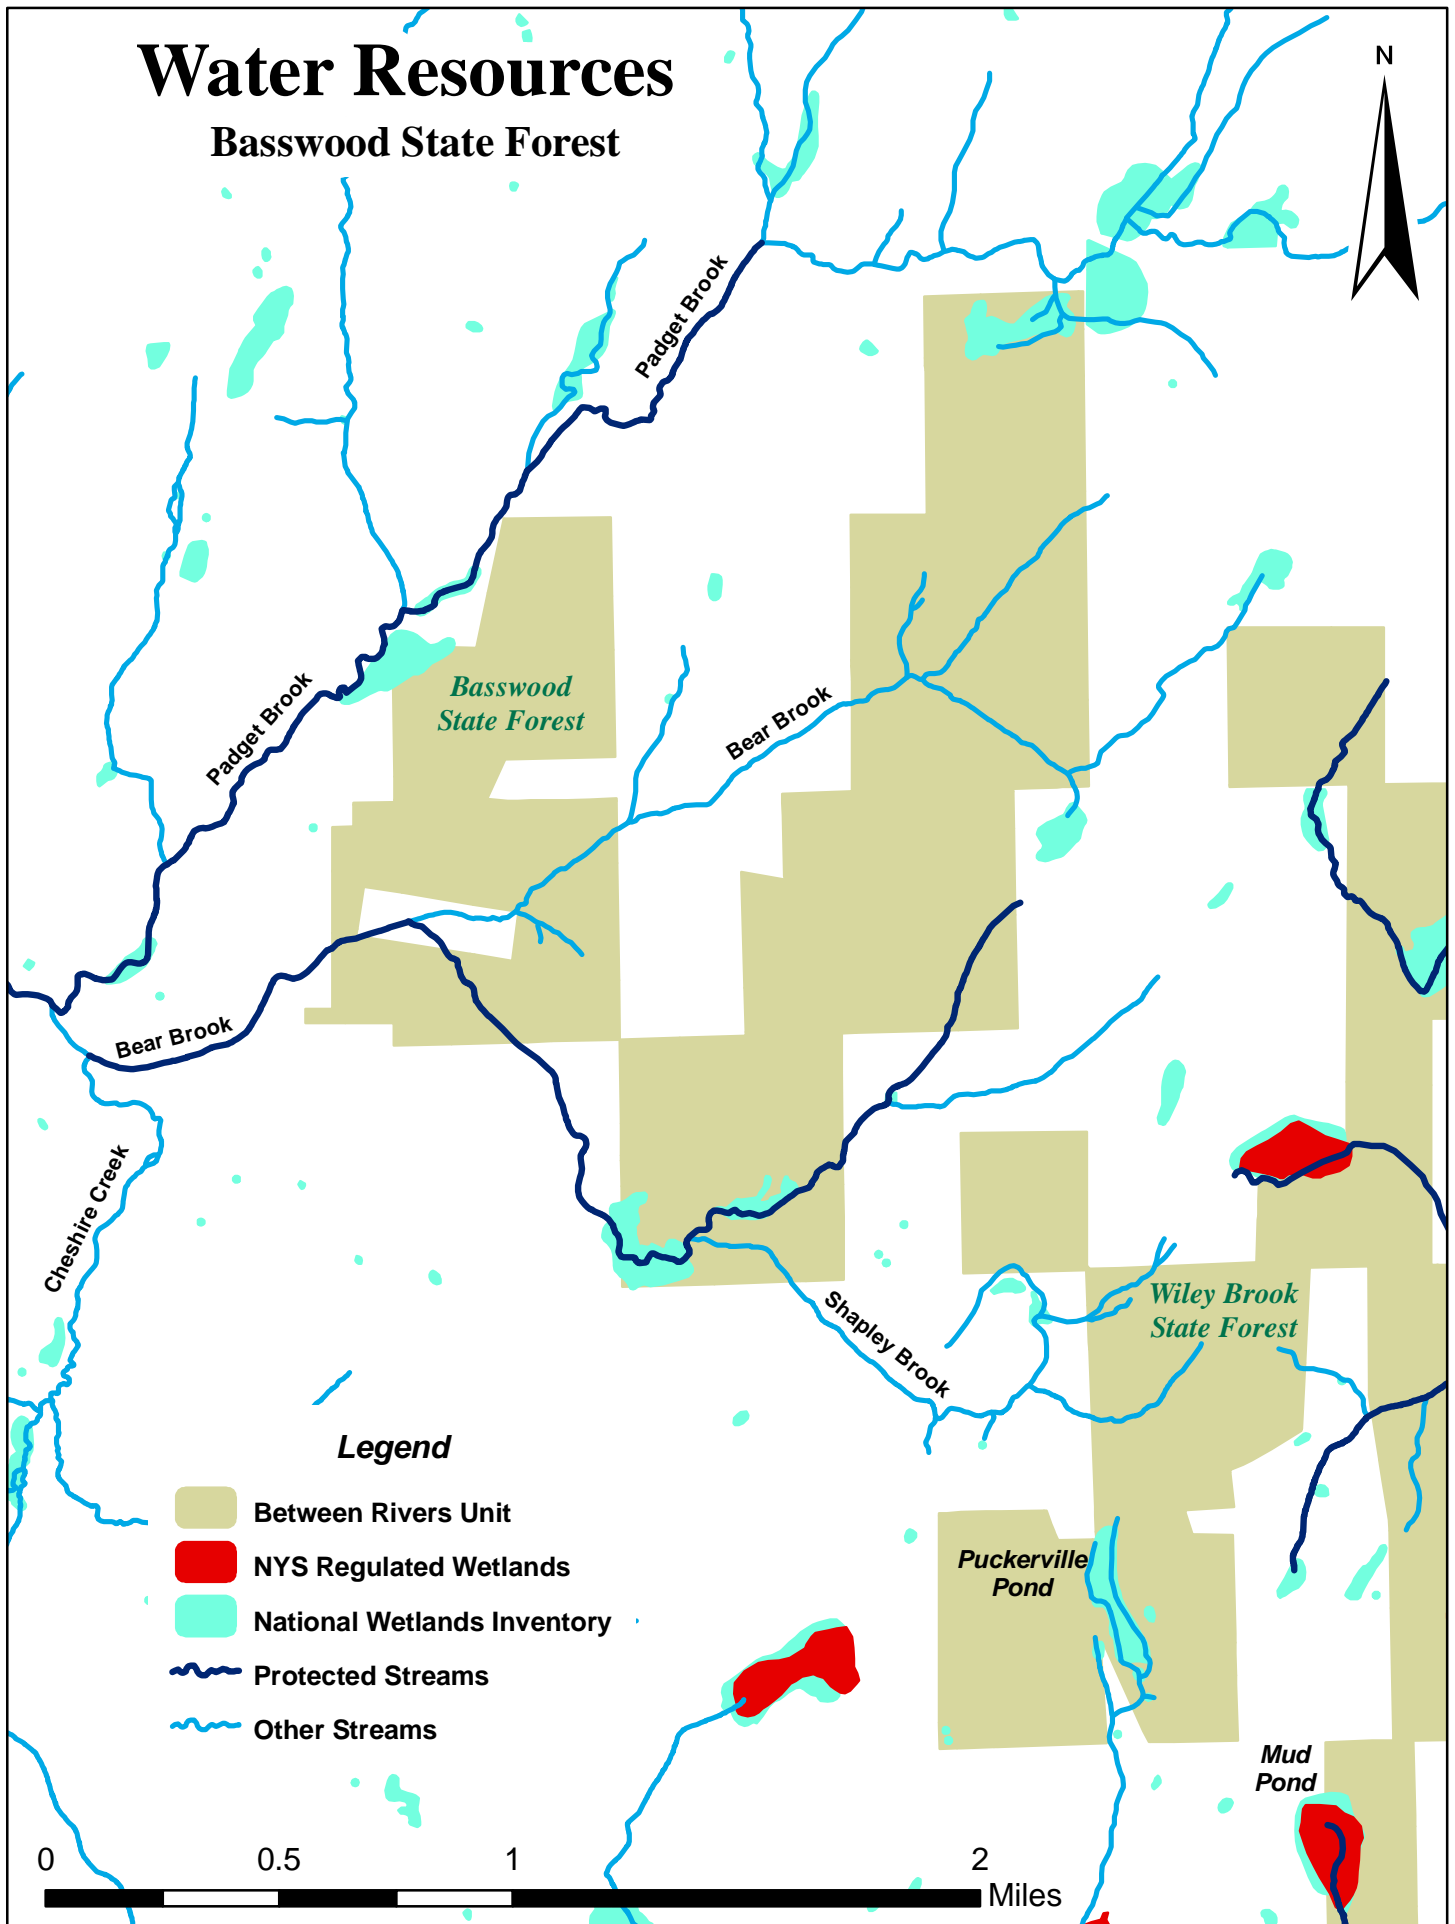 Water Resources
Basswood State Forest
N
Padget Brook
Basswood
State Forest
Padget Brook
Bear Brook
Bear Brook
Cheshire Creek
Shapley Brook
Wiley Brook
State Forest
Legend
Between Rivers Unit
NYS Regulated Wetlands
National Wetlands Inventory
Protected Streams
Other Streams
Puckerville
Pond
Mud
Pond
0 0.5 1 2
Miles